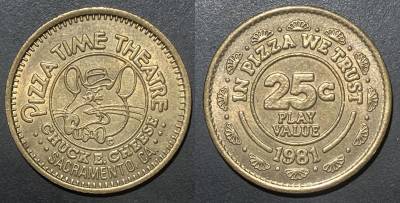 PIZZA TIME THEATRE
CHUCK E. CHEESE
SACRAMENTO, CA.
IN PIZZA WE TRUST
25¢
PLAY
VALUE
1981